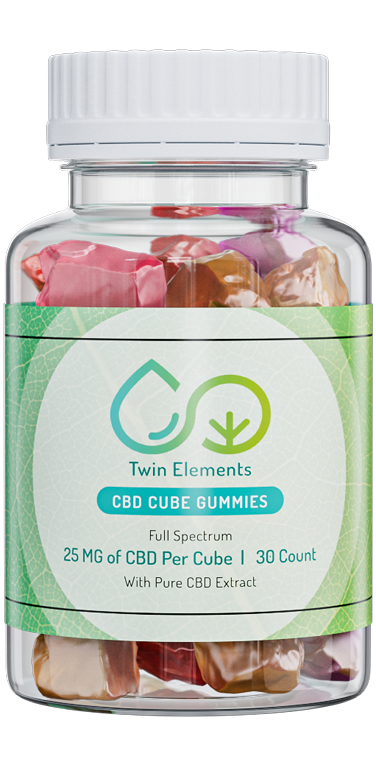 Twin Elements
CBD CUBE GUMMIES
Full Spectrum
25 MG of CBD Per Cube | 30 Count
With Pure CBD Extract